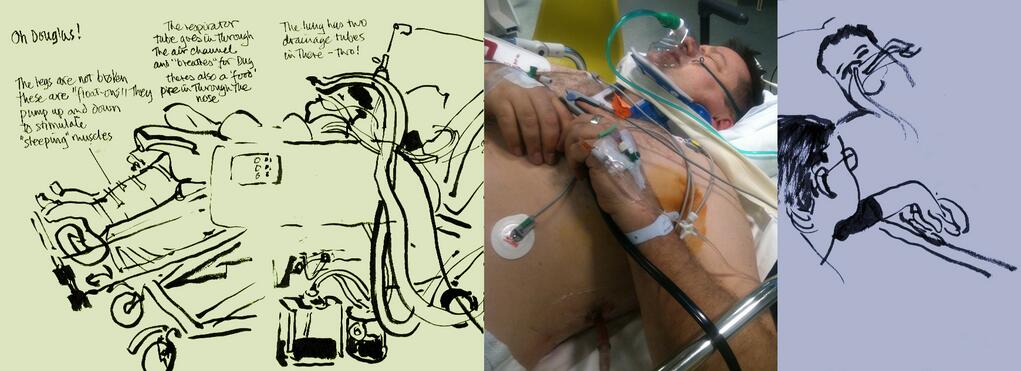 Oh Douglas!
The legs are not broken
these are "float-ons"! They
pump up and down
to stimulate
"sleeping" muscles
The respirator
tube goes in through
the air channel
and "breathes" for Doug
theres also a 'food'
pipe in through the
nose
The lung has two
drainage tubes
in there - two!